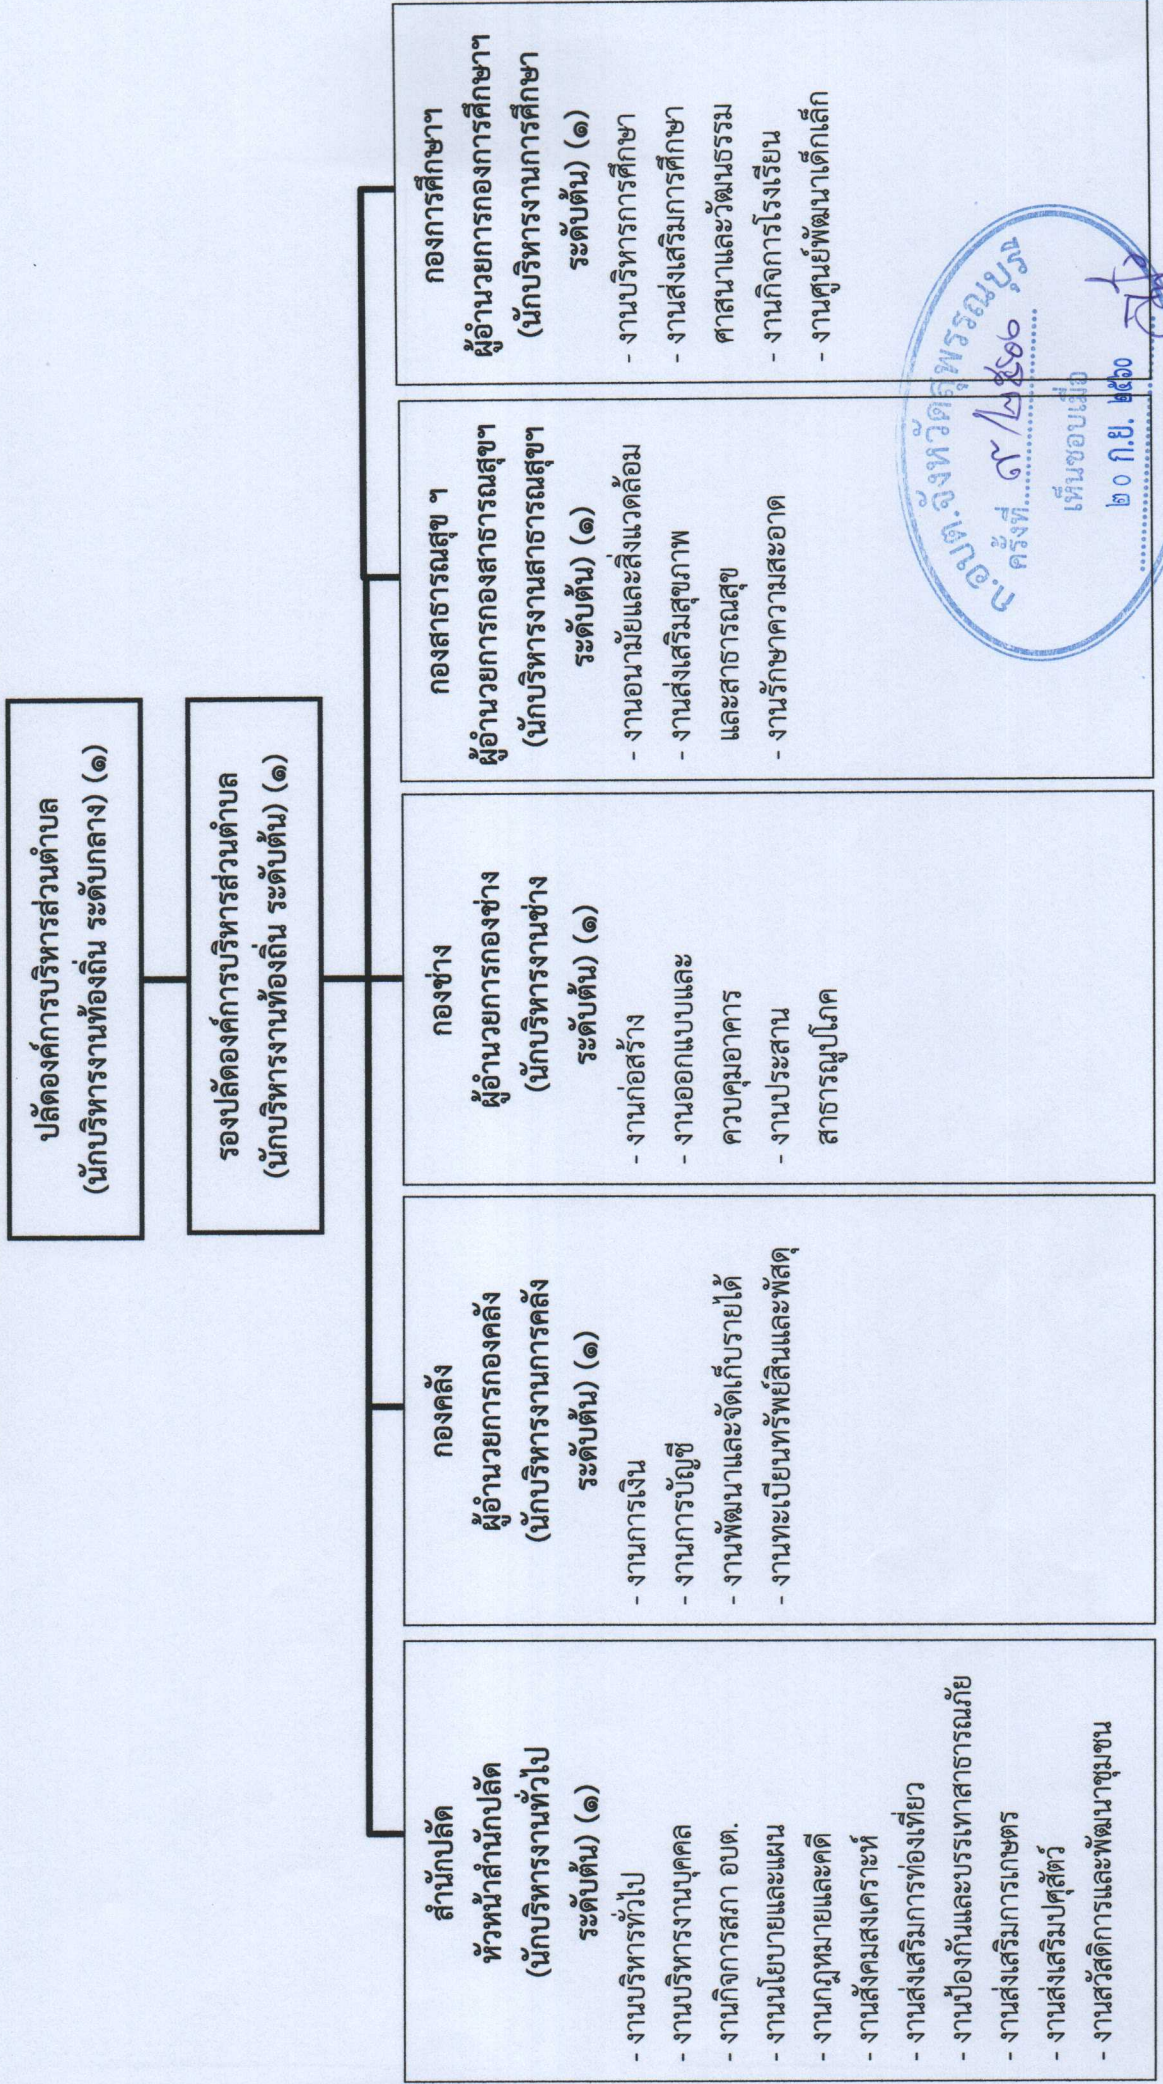 ปลัดองค์การบริหารส่วนตำบล
(นักบริหารงานท้องถิ่น ระดับกลาง) (๑)
รองปลัดองค์การบริหารส่วนตำบล
(นักบริหารงานท้องถิ่น ระดับต้น) (๑)
สำนักปลัด
หัวหน้าสำนักปลัด
(นักบริหารงานทั่วไป
ระดับต้น) (๑)
- งานบริหารทั่วไป
- งานบริหารงานบุคคล
- งานกิจการสภา อบต.
- งานนโยบายและแผน
- งานกฎหมายและคดี
- งานสังคมสงเคราะห์
- งานส่งเสริมการท่องเที่ยว
- งานป้องกันและบรรเทาสาธารณภัย
- งานส่งเสริมการเกษตร
- งานส่งเสริมปศุสัตว์
- งานสวัสดิการและพัฒนาชุมชน
กองคลัง
ผู้อำนวยการกองคลัง
(นักบริหารงานการคลัง
ระดับต้น) (๑)
- งานการเงิน
- งานการบัญชี
- งานพัฒนาและจัดเก็บรายได้
- งานทะเบียนทรัพย์สินและพัสดุ
กองช่าง
ผู้อำนวยการกองช่าง
(นักบริหารงานช่าง
ระดับต้น) (๑)
- งานก่อสร้าง
- งานออกแบบและ
ควบคุมอาคาร
- งานประสาน
สาธารณูปโภค
กองสาธารณสุข ฯ
ผู้อำนวยการกองสาธารณสุขฯ
(นักบริหารงานสาธารณสุขฯ
ระดับต้น) (๑)
- งานอนามัยและสิ่งแวดล้อม
- งานส่งเสริมสุขภาพ
และสาธารณสุข
- งานรักษาความสะอาด
กองการศึกษาฯ
ผู้อำนวยการกองการศึกษาฯ
(นักบริหารงานการศึกษา
ระดับต้น) (๑)
- งานบริหารการศึกษา
- งานส่งเสริมการศึกษา
ศาสนาและวัฒนธรรม
- งานกิจการโรงเรียน
- งานศูนย์พัฒนาเด็กเล็ก
ก.อบต.จังหวัดสุพรรณบุรี
ครั้งที่ ๙/๒๕๖๐
เห็นชอบเมื่อ
๒๐ ก.ย. ๒๕๖๐